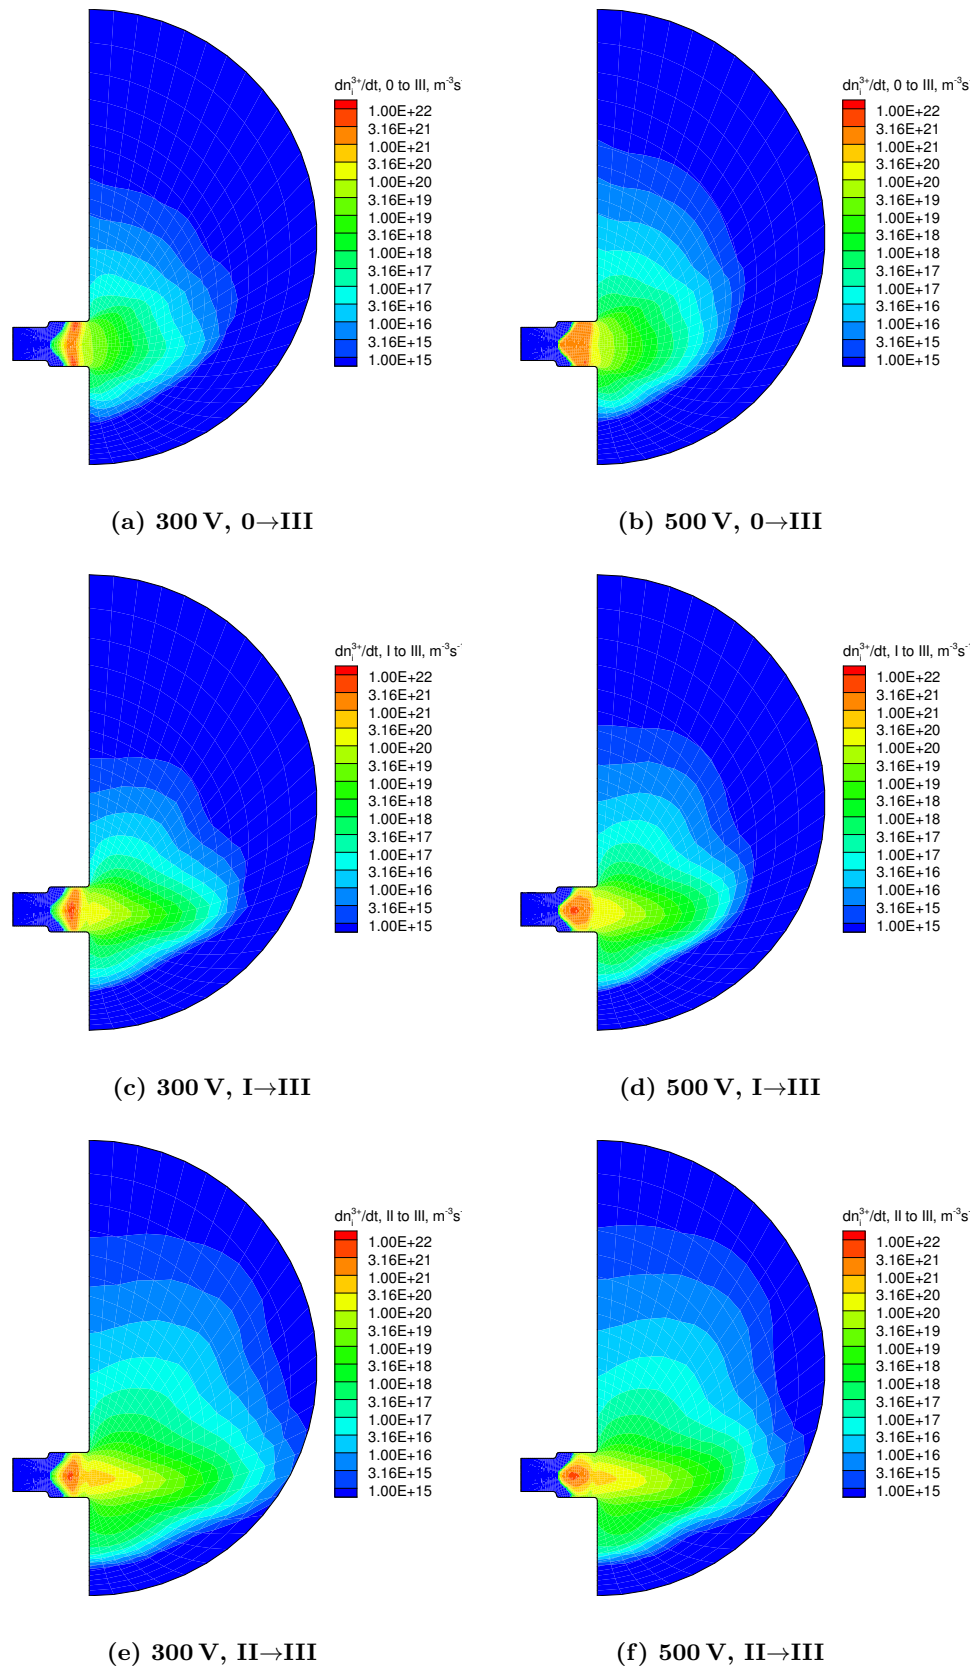 dn_i^3+/dt, 0 to III, m^-3s^-
1.00E+22
3.16E+21
1.00E+21
3.16E+20
1.00E+20
3.16E+19
1.00E+19
3.16E+18
1.00E+18
3.16E+17
1.00E+17
3.16E+16
1.00E+16
3.16E+15
1.00E+15
(a) 300 V, 0→III
dn_i^3+/dt, 0 to III, m^-3s
1.00E+22
3.16E+21
1.00E+21
3.16E+20
1.00E+20
3.16E+19
1.00E+19
3.16E+18
1.00E+18
3.16E+17
1.00E+17
3.16E+16
1.00E+16
3.16E+15
1.00E+15
(b) 500 V, 0→III
dn_i^3+/dt, I to III, m^-3s^-
1.00E+22
3.16E+21
1.00E+21
3.16E+20
1.00E+20
3.16E+19
1.00E+19
3.16E+18
1.00E+18
3.16E+17
1.00E+17
3.16E+16
1.00E+16
3.16E+15
1.00E+15
(c) 300 V, I→III
dn_i^3+/dt, I to III, m^-3s^-
1.00E+22
3.16E+21
1.00E+21
3.16E+20
1.00E+20
3.16E+19
1.00E+19
3.16E+18
1.00E+18
3.16E+17
1.00E+17
3.16E+16
1.00E+16
3.16E+15
1.00E+15
(d) 500 V, I→III
dn_i^3+/dt, II to III, m^-3s^-
1.00E+22
3.16E+21
1.00E+21
3.16E+20
1.00E+20
3.16E+19
1.00E+19
3.16E+18
1.00E+18
3.16E+17
1.00E+17
3.16E+16
1.00E+16
3.16E+15
1.00E+15
(e) 300 V, II→III
dn_i^3+/dt, II to III, m^-3s^-
1.00E+22
3.16E+21
1.00E+21
3.16E+20
1.00E+20
3.16E+19
1.00E+19
3.16E+18
1.00E+18
3.16E+17
1.00E+17
3.16E+16
1.00E+16
3.16E+15
1.00E+15
(f) 500 V, II→III